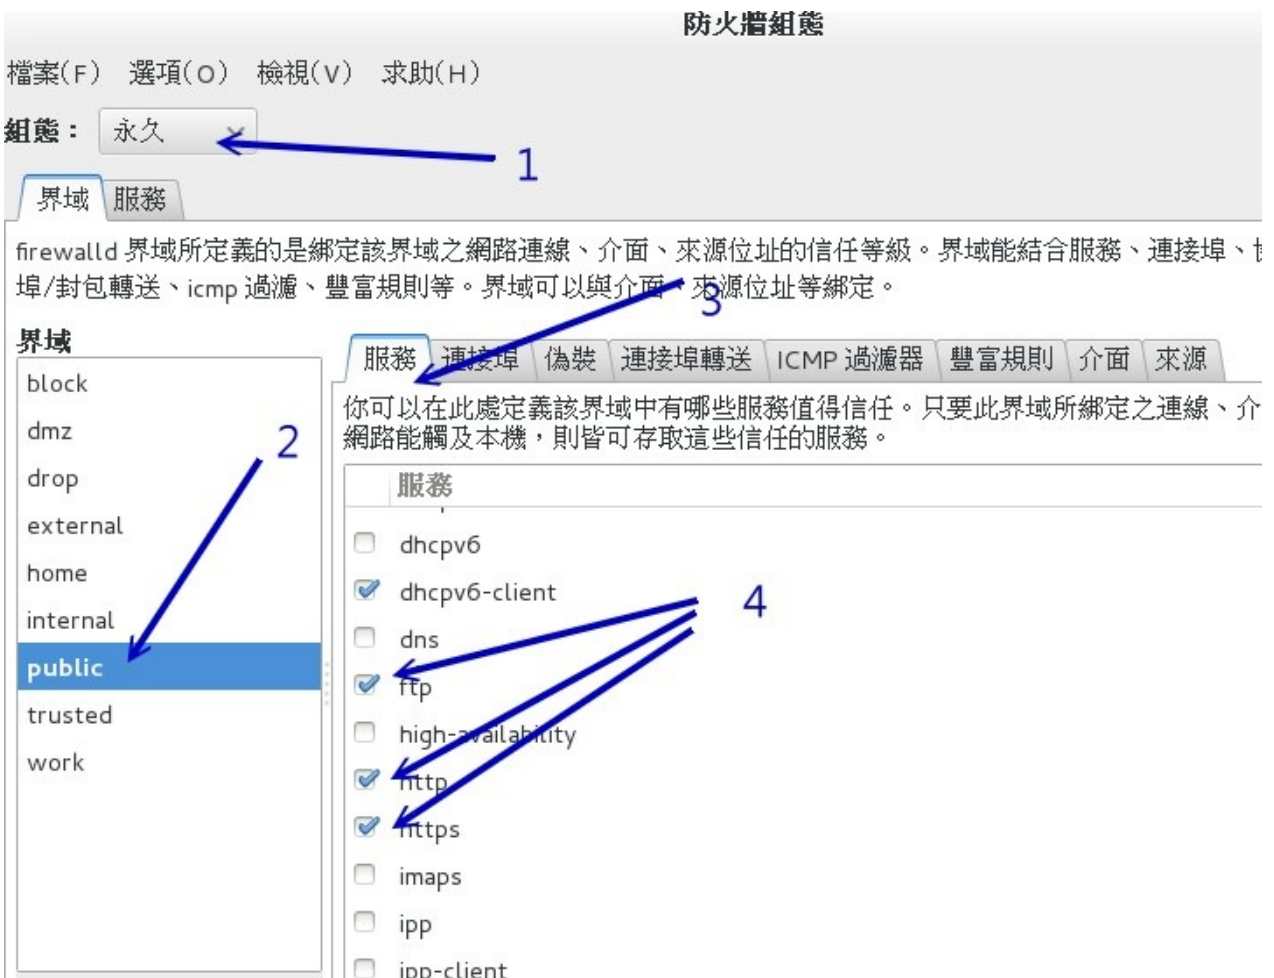 防火牆組態
檔案(F) 選項(O) 檢視(V) 求助(H)
組態： 永久
1
界域 服務
firewalld 界域所定義的是綁定該界域之網路連線、介面、來源位址的信任等級。界域能結合服務、連接埠、
埠/封包轉送、icmp 過濾、豐富規則等。界域可以與介面、來源位址等綁定。
3
界域
服務 連接埠 偽裝 連接埠轉送 ICMP 過濾器 豐富規則 介面 來源
block
你可以在此處定義該界域中有哪些服務值得信任。只要此界域所綁定之連線、介
網路能觸及本機，則皆可存取這些信任的服務。
dmz
2
drop
external
home
internal
public
trusted
work
服務
dhcpv6
dhcpv6-client
4
dns
ftp
high-availability
http
https
imaps
ipp
ipp-client